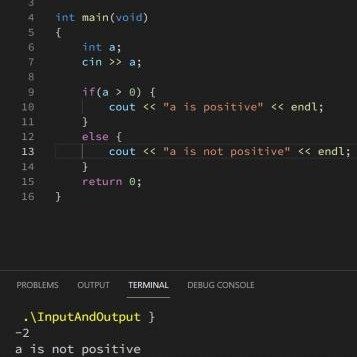 3
4 int main(void)
5 {
6 int a;
7 cin >> a;
8
9 if(a > 0) {
10 cout << "a is positive" << endl;
11 }
12 else {
13 cout << "a is not positive" << endl;
14 }
15 return 0;
16 }
PROBLEMS OUTPUT TERMINAL DEBUG CONSOLE
.\InputAndOutput }
-2
a is not positive